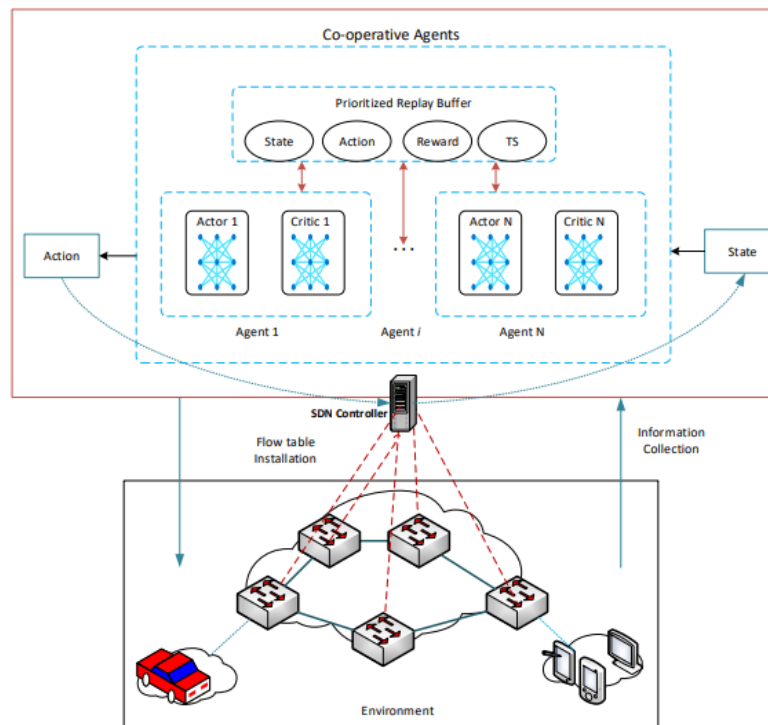 Co-operative Agents
Prioritized Replay Buffer
State
Action
Reward
TS
Actor 1
Critic 1
...
Actor N
Critic N
Action
State
Agent 1
Agent i
Agent N
SDN Controller
Flow table
Installation
Information
Collection
Environment